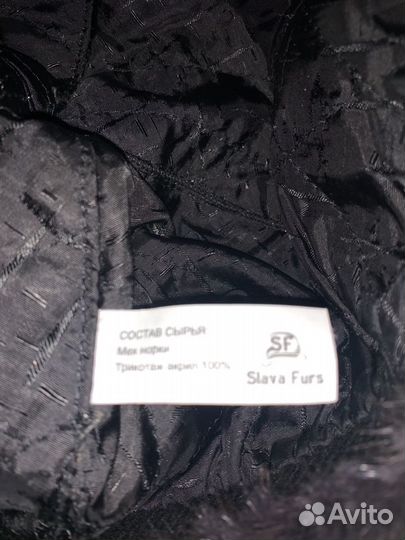 СОСТАВ СЫРЬЯ
Мех норки
Трикотаж акрил 100%
SF
Slava Furs
Avito